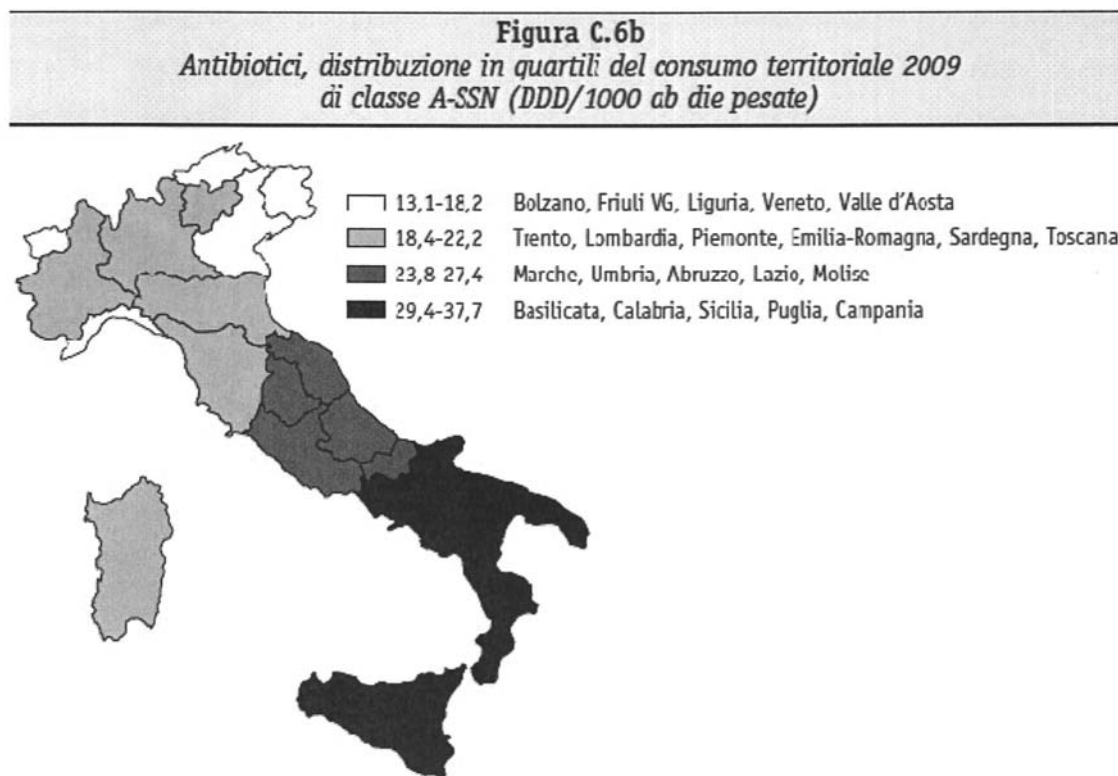 Figura C.6b
Antibiotici, distribuzione in quartili del consumo territoriale 2009
di classe A-SSN (DDD/1000 ab die pesate)
13,1-18,2 Bolzano, Friuli VG, Liguria, Veneto, Valle d'Aosta
18,4-22,2 Trento, Lombardia, Piemonte, Emilia-Romagna, Sardegna, Toscana
23,8-27,4 Marche, Umbria, Abruzzo, Lazio, Molise
29,4-37,7 Basilicata, Calabria, Sicilia, Puglia, Campania